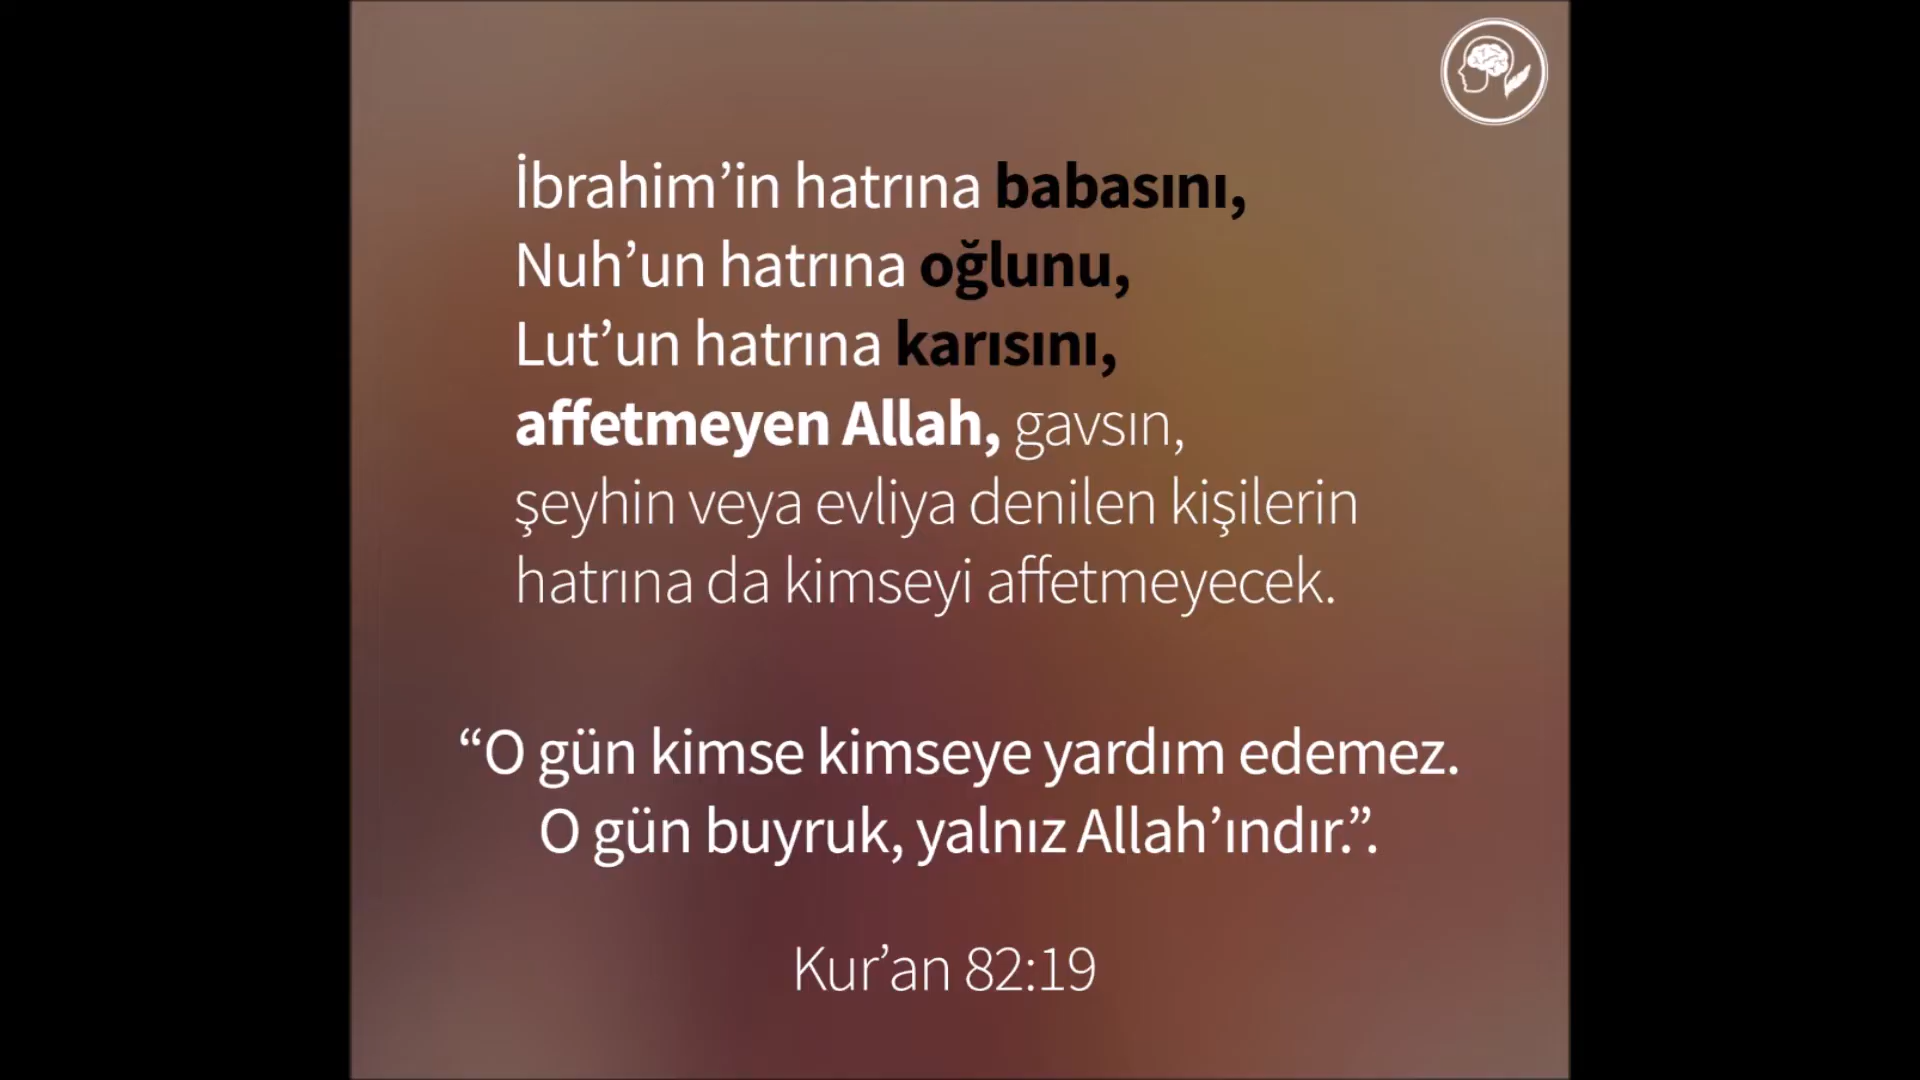 İbrahim’in hatrına babasını,
Nuh’un hatrına oğlunu,
Lut’un hatrına karısını,
affetmeyen Allah, gavsın,
şeyhin veya evliya denilen kişilerin
hatrına da kimseyi affetmeyecek.
“O gün kimse kimseye yardım edemez.
O gün buyruk, yalnız Allah’ındır.”.
Kur’an 82:19